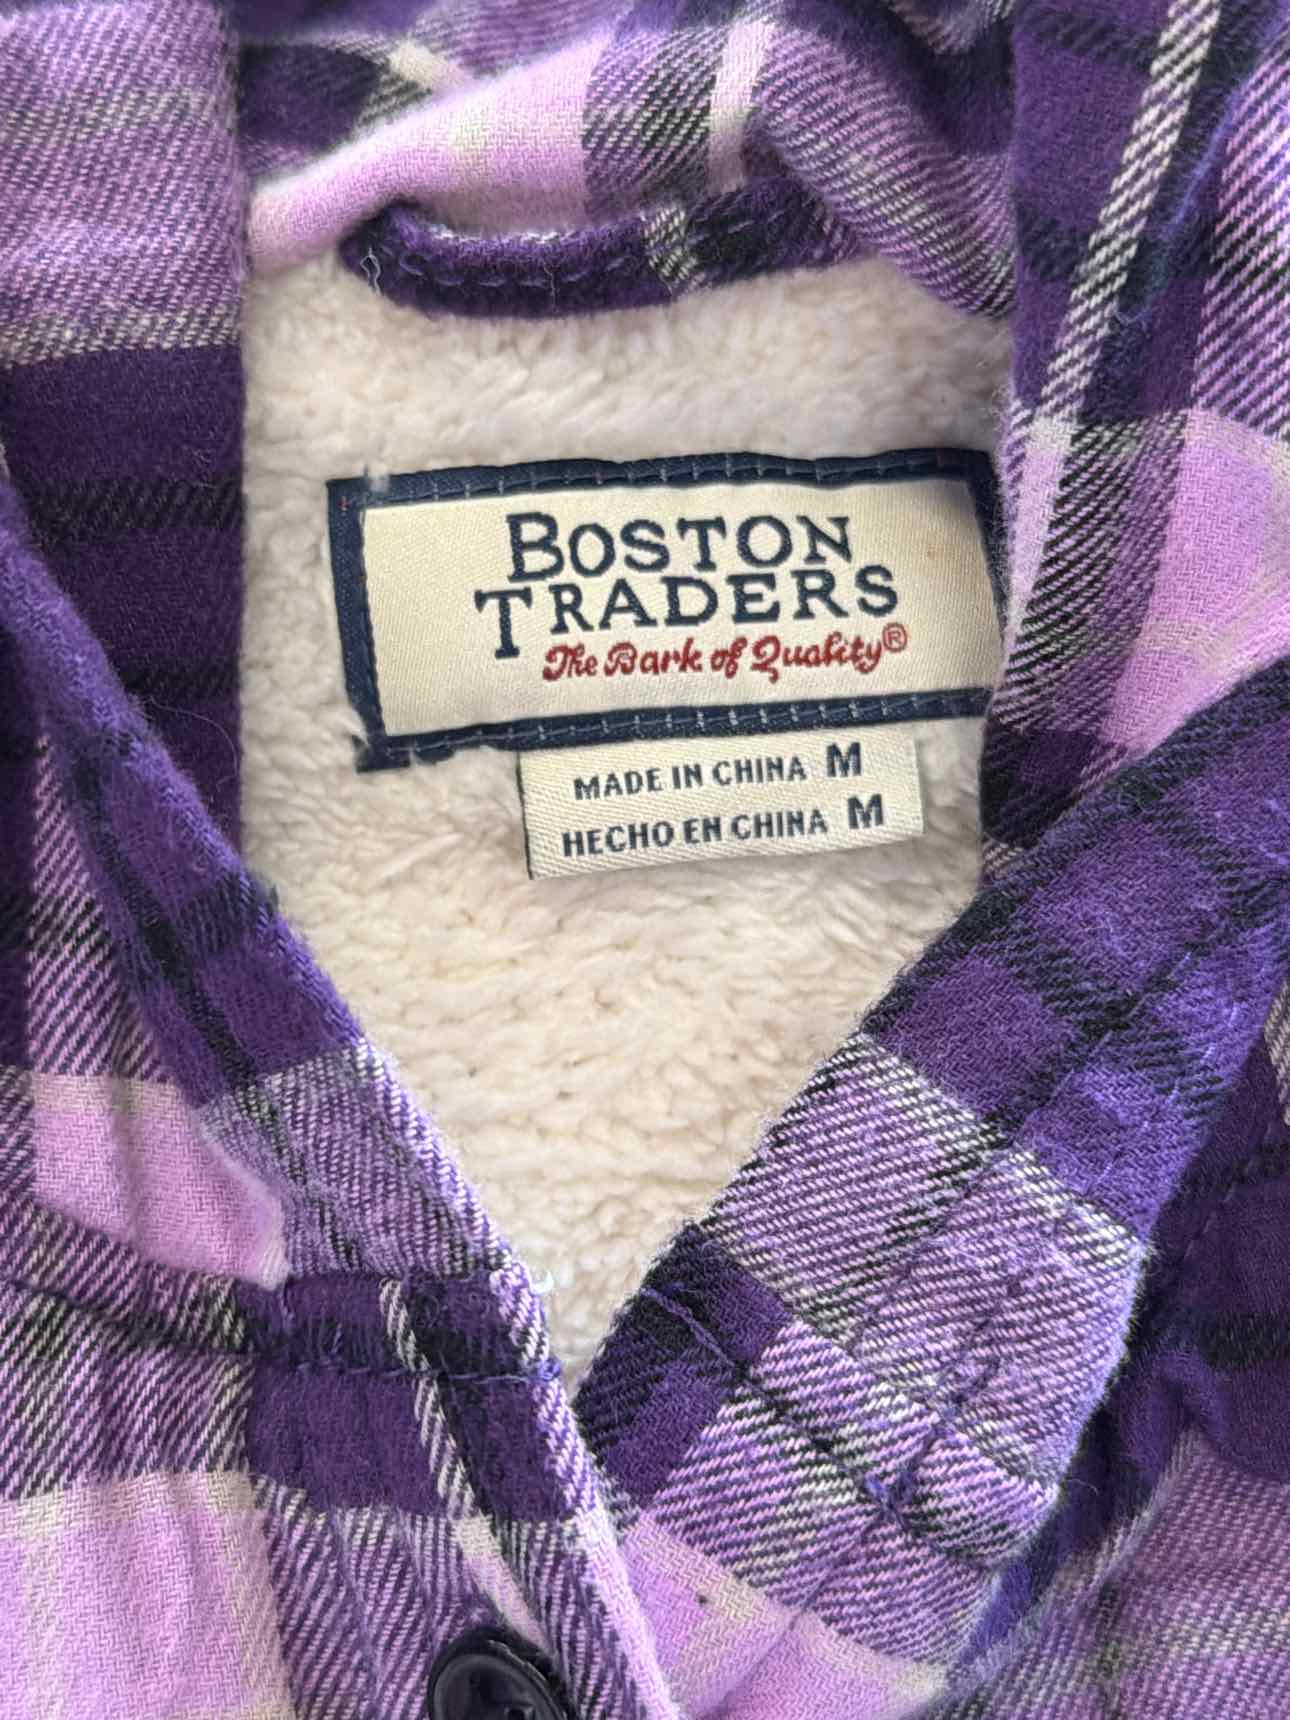 BOSTON
TRADERS
The Bark of Quality®
MADE IN CHINA M
HECHO EN CHINA M